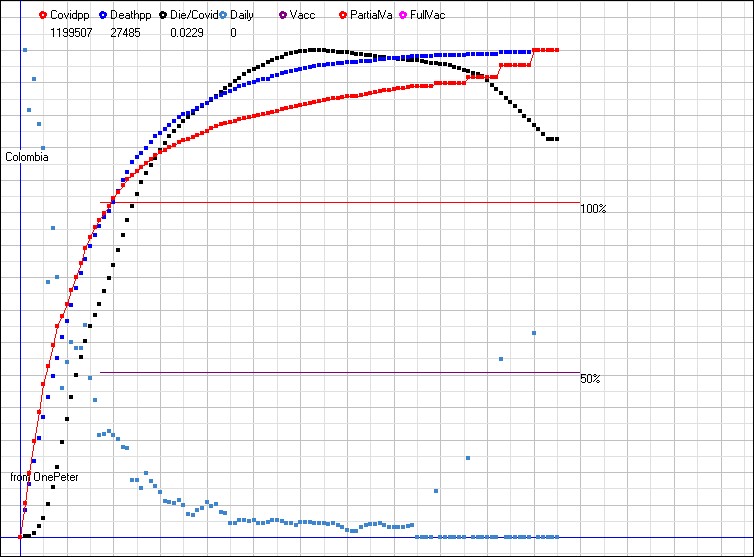 Covidpp Deathpp Die/Covid Daily Vacc PartialVa FullVac
1199507 27485 0.0229 0
Colombia
100%
50%
from OnePeter